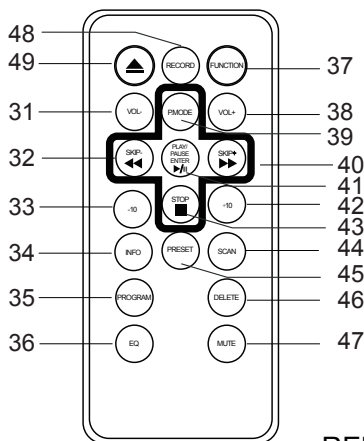 48
49
RECORD
FUNCTION
37
31
VOL-
P.MODE
VOL+
38
39
32
SKIP-
PLAY/
PAUSE
ENTER
SKIP+
40
41
33
-10
STOP
-10
42
43
34
INFO
PRESET
SCAN
44
45
35
PROGRAM
DELETE
46
36
EQ
MUTE
47